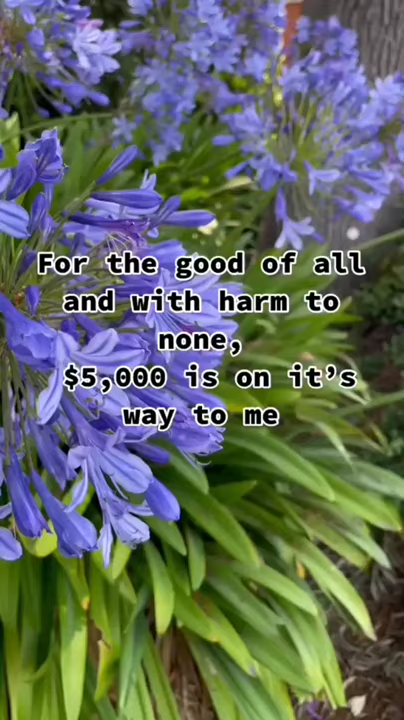 For the good of all
and with harm to
none,
$5,000 is on it's
way to me